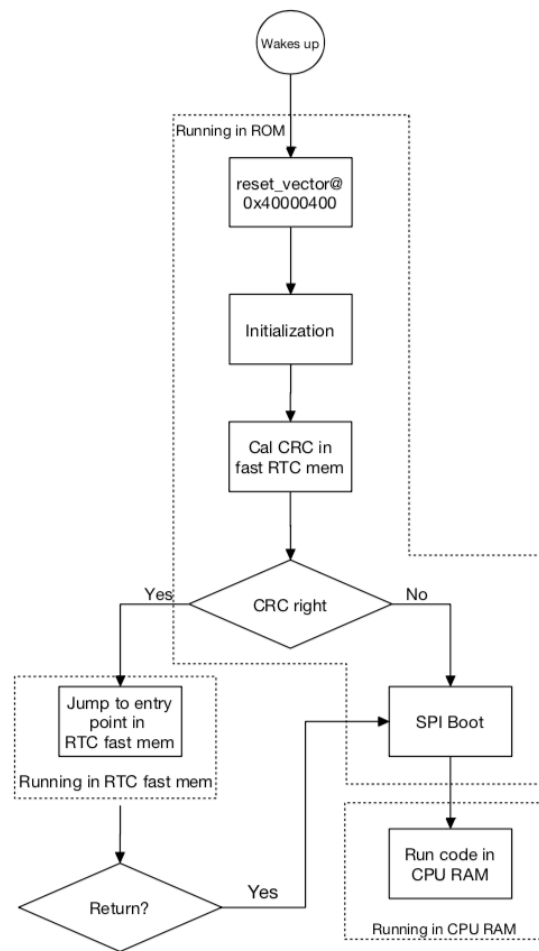 Wakes up
Running in ROM
reset_vector@
0x40000400
Initialization
Cal CRC in
fast RTC mem
CRC right
Yes
No
Jump to entry
point in
RTC fast mem
Running in RTC fast mem
SPI Boot
Return?
Yes
Run code in
CPU RAM
Running in CPU RAM